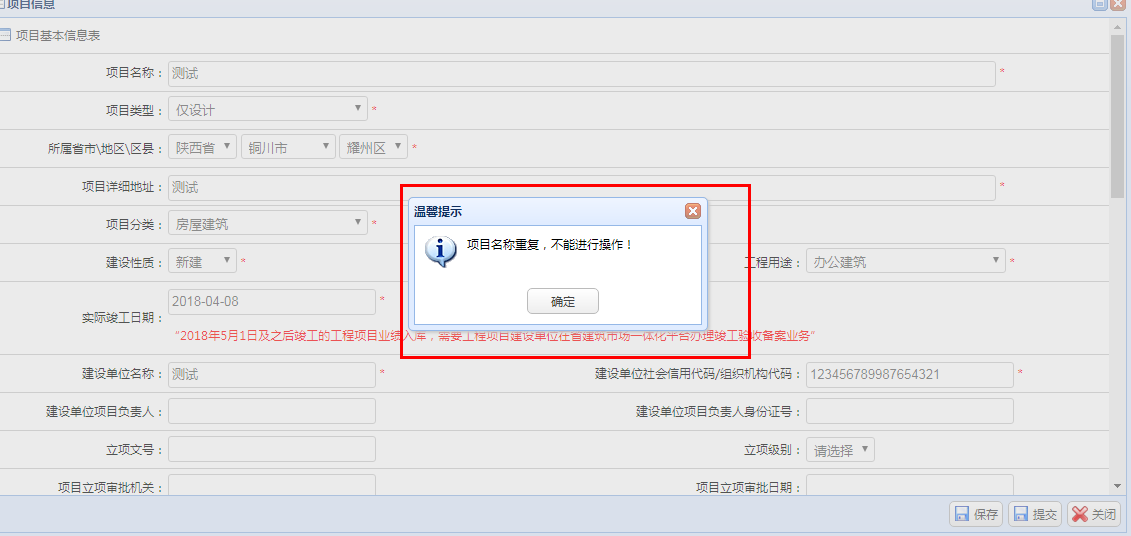 项目信息
项目基本信息表
项目名称： 测试 *
项目类型： 仅设计 *
所属省市\地区\区县： 陕西省 铜川市 耀州区 *
项目详细地址： 测试 *
温馨提示
项目名称重复，不能进行操作！
确定
项目分类： 房屋建筑 *
建设性质： 新建 * 工程用途： 办公建筑 *
实际竣工日期： 2018-04-08 *
“2018年5月1日及之后竣工的工程项目业绩入库，需要工程项目建设单位在省建筑市场一体化平台办理竣工验收备案业务”
建设单位名称： 测试 * 建设单位社会信用代码/组织机构代码： 123456789987654321 *
建设单位项目负责人： 建设单位项目负责人身份证号：
立项文号： 立项级别： 请选择
项目立项审批机关： 项目立项审批日期：
保存 提交 关闭